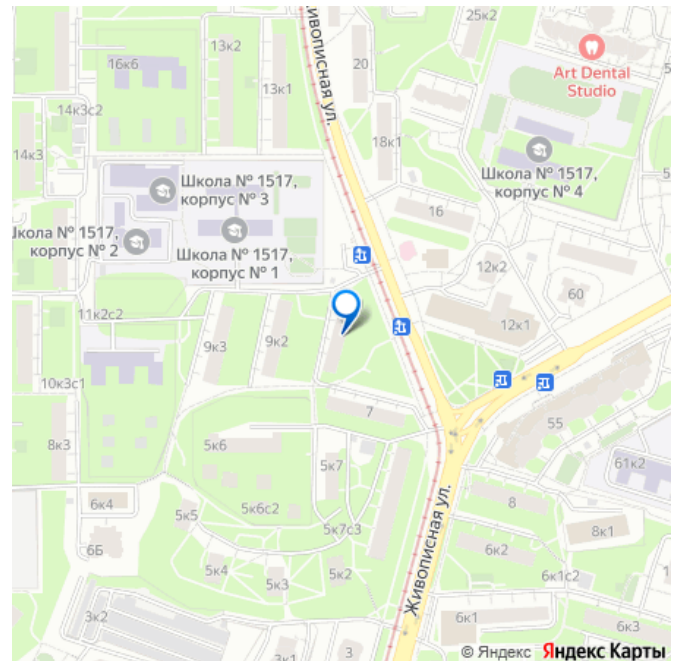 25к2
13к2
16к6
20
Art Dental
Studio
13к1
Живописная ул.
14к3с2
18к1
14к3
Школа № 1517,
корпус № 3
Школа № 1517,
корпус № 4
16
Школа № 1517,
корпус № 2
Школа № 1517,
корпус № 1
12к2
60
11к2с2
12к1
9к3
9к2
10к3с1
7
55
8к3
5к6
5к7
61к2
6к4
5к6с2
8
5к5
5к7с3
8к1
6Б
6к2
5к4
5к3
5к2
Живописная ул.
6к1с2
3к2
3к1
3
6к1
© Яндекс Яндекс Карты